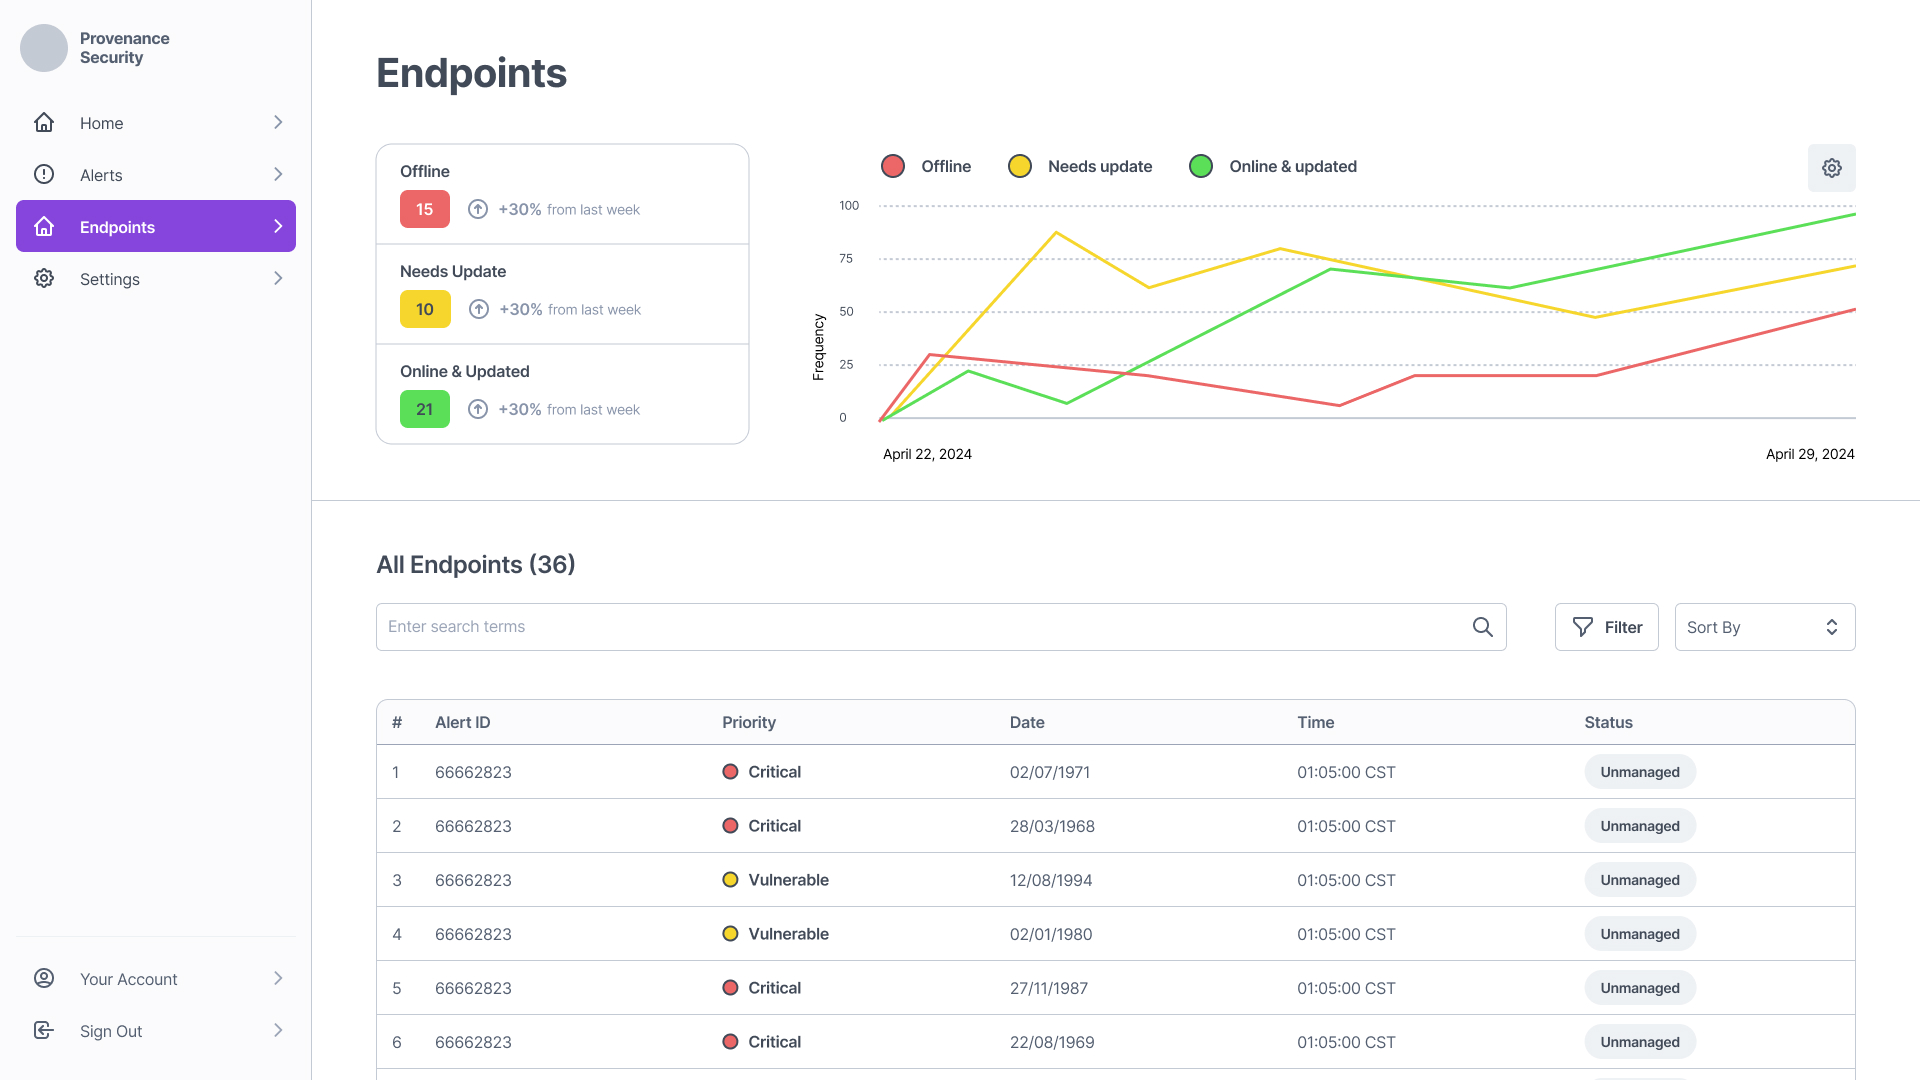 Provenance
Security
Home
Alerts
Endpoints
Settings
Your Account
Sign Out
Endpoints
Offline
15 +30% from last week
Needs Update
10 +30% from last week
Online & Updated
21 +30% from last week
Offline Needs update Online & updated
100
75
50
25
0
Frequency
April 22, 2024 April 29, 2024
All Endpoints (36)
Enter search terms Filter Sort By
# Alert ID Priority Date Time Status
1 66662823 Critical 02/07/1971 01:05:00 CST Unmanaged
2 66662823 Critical 28/03/1968 01:05:00 CST Unmanaged
3 66662823 Vulnerable 12/08/1994 01:05:00 CST Unmanaged
4 66662823 Vulnerable 02/01/1980 01:05:00 CST Unmanaged
5 66662823 Critical 27/11/1987 01:05:00 CST Unmanaged
6 66662823 Critical 22/08/1969 01:05:00 CST Unmanaged